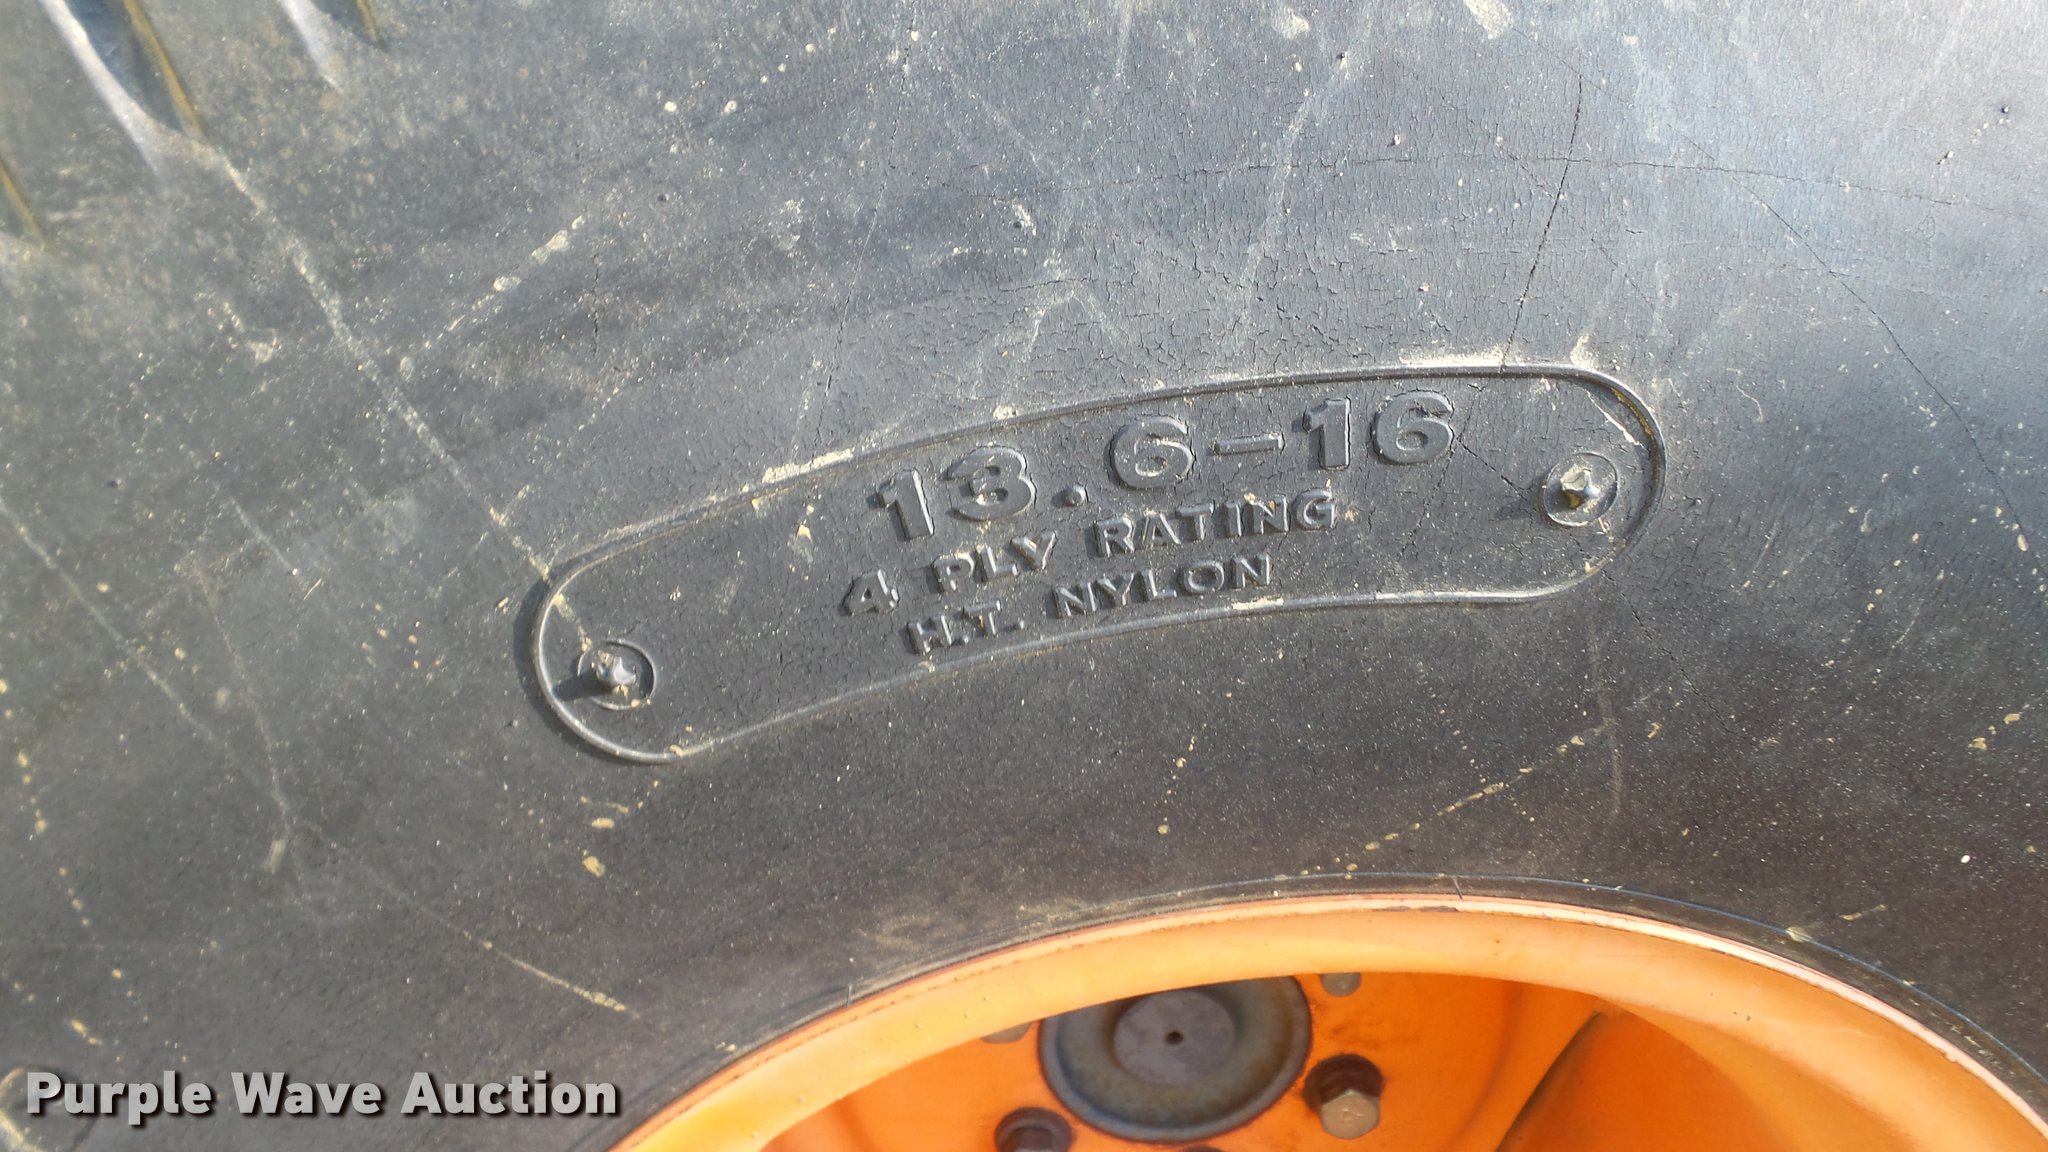 13.6-16
4 PLY RATING
H.T. NYLON
Purple Wave Auction